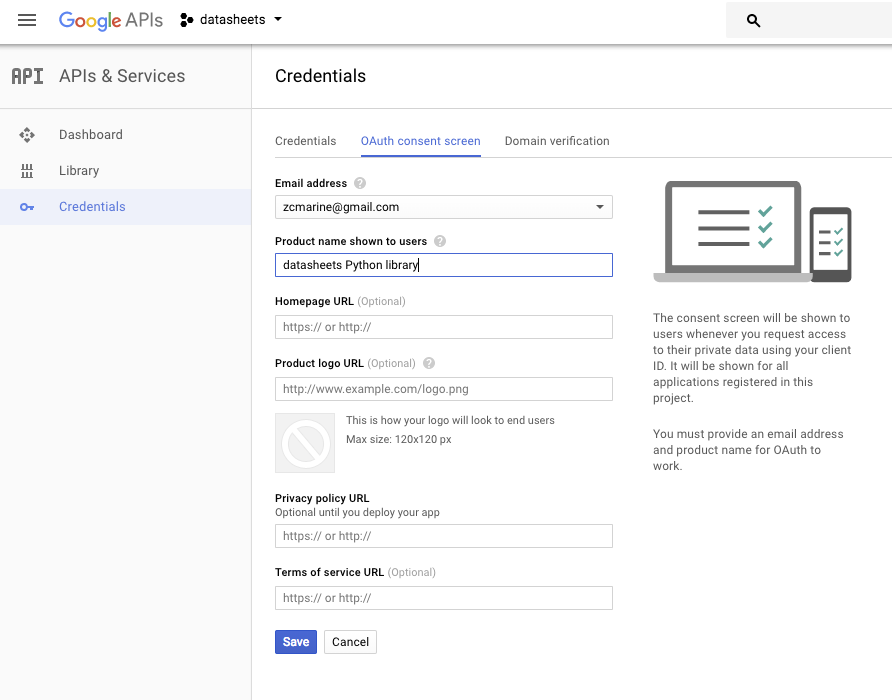 Google APIs
datasheets
API
APIs & Services
Credentials
Dashboard
Library
Credentials
Credentials
OAuth consent screen
Domain verification
Email address
zcmarine@gmail.com
Product name shown to users
datasheets Python library
Homepage URL (Optional)
https:// or http://
Product logo URL (Optional)
http://www.example.com/logo.png
This is how your logo will look to end users
Max size: 120x120 px
Privacy policy URL
Optional until you deploy your app
https:// or http://
Terms of service URL (Optional)
https:// or http://
Save
Cancel
The consent screen will be shown to
users whenever you request access
to their private data using your client
ID. It will be shown for all
applications registered in this
project.
You must provide an email address
and product name for OAuth to
work.